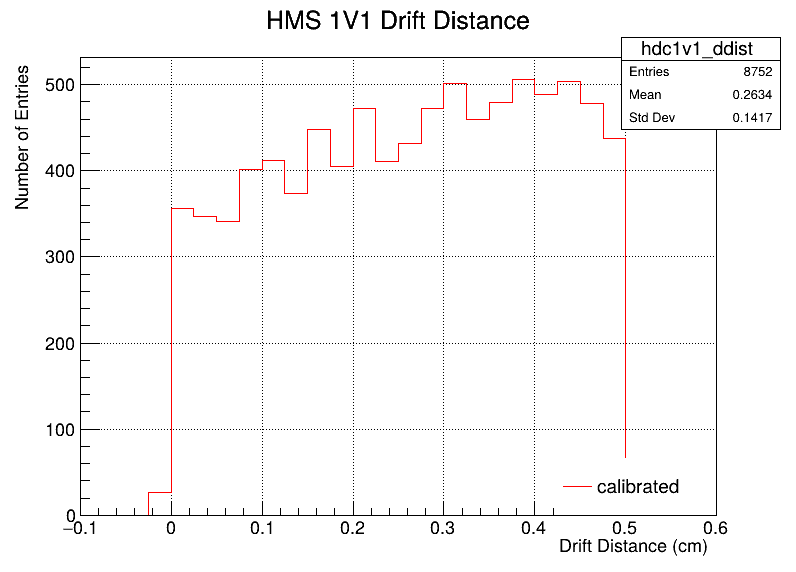 HMS 1V1 Drift Distance
hdc1v1_ddist
Entries 8752
Mean 0.2634
Std Dev 0.1417
Number of Entries
500
400
300
200
100
0
−0.1 0 0.1 0.2 0.3 0.4 0.5 0.6
calibrated
Drift Distance (cm)